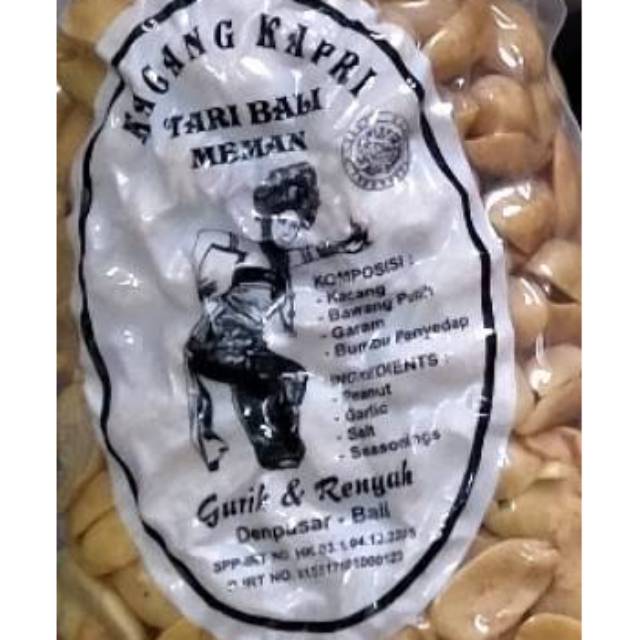 KACANG KAPRI
TARI BALI
MEMAN
KOMPOSISI :
- Kacang
- Bawang Putih
- Garam
- Bumbu Penyedap
INGREDIENTS :
- Peanut
- Garlic
- Salt
- Seasonings
Gurih & Renyah
Denpasar - Bali